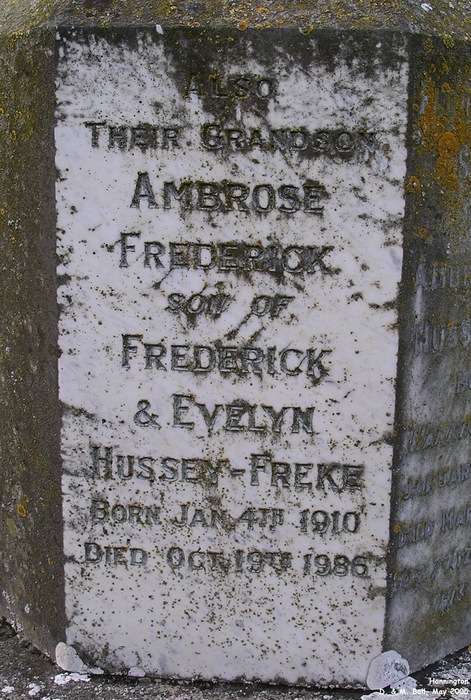 Also
Their Grandson
Ambrose
Frederick
Son of
Frederick
& Evelyn
Hussey-Freke
Born Jan. 4th 1910
Died Oct. 19th 1986
Hannington
D. & M. Ball, May 2006